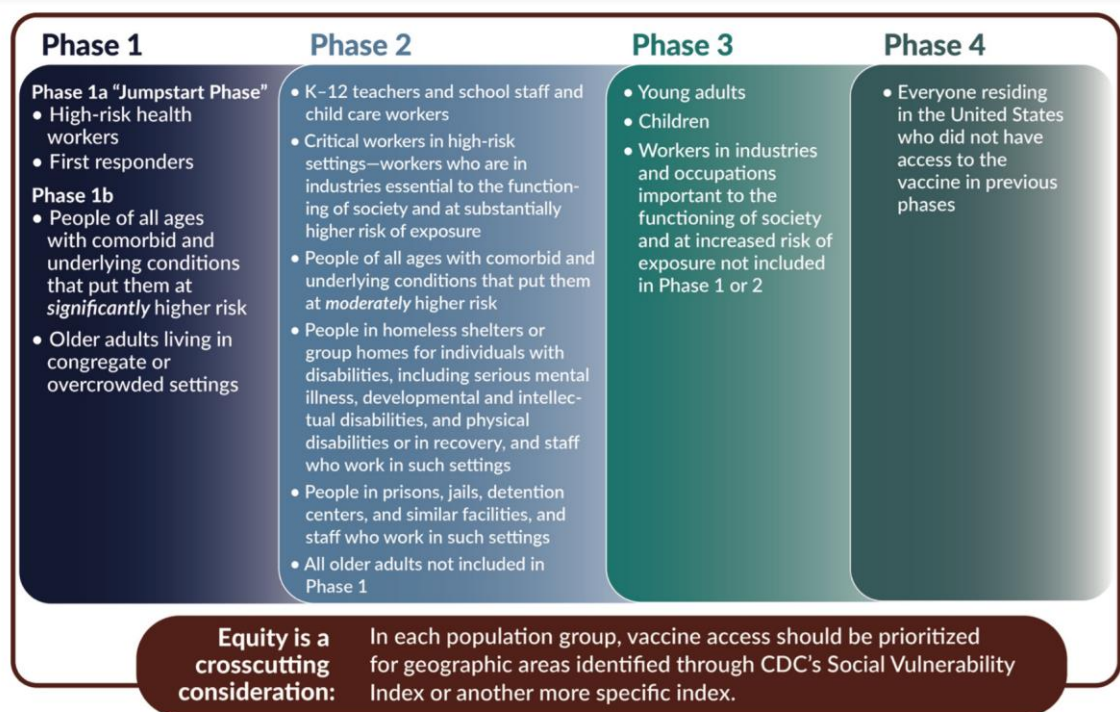 Phase 1
Phase 1a “Jumpstart Phase”
• High-risk health
workers
• First responders
Phase 1b
• People of all ages
with comorbid and
underlying conditions
that put them at
significantly higher risk
• Older adults living in
congregate or
overcrowded settings
Phase 2
• K–12 teachers and school staff and
child care workers
• Critical workers in high-risk
settings—workers who are in
industries essential to the function-
ing of society and at substantially
higher risk of exposure
• People of all ages with comorbid and
underlying conditions that put them
at moderately higher risk
• People in homeless shelters or
group homes for individuals with
disabilities, including serious mental
illness, developmental and intellec-
tual disabilities, and physical
disabilities or in recovery, and staff
who work in such settings
• People in prisons, jails, detention
centers, and similar facilities, and
staff who work in such settings
• All older adults not included in
Phase 1
Phase 3
• Young adults
• Children
• Workers in industries
and occupations
important to the
functioning of society
and at increased risk of
exposure not included
in Phase 1 or 2
Phase 4
• Everyone residing
in the United States
who did not have
access to the
vaccine in previous
phases
Equity is a
crosscutting
consideration:
In each population group, vaccine access should be prioritized
for geographic areas identified through CDC’s Social Vulnerability
Index or another more specific index.